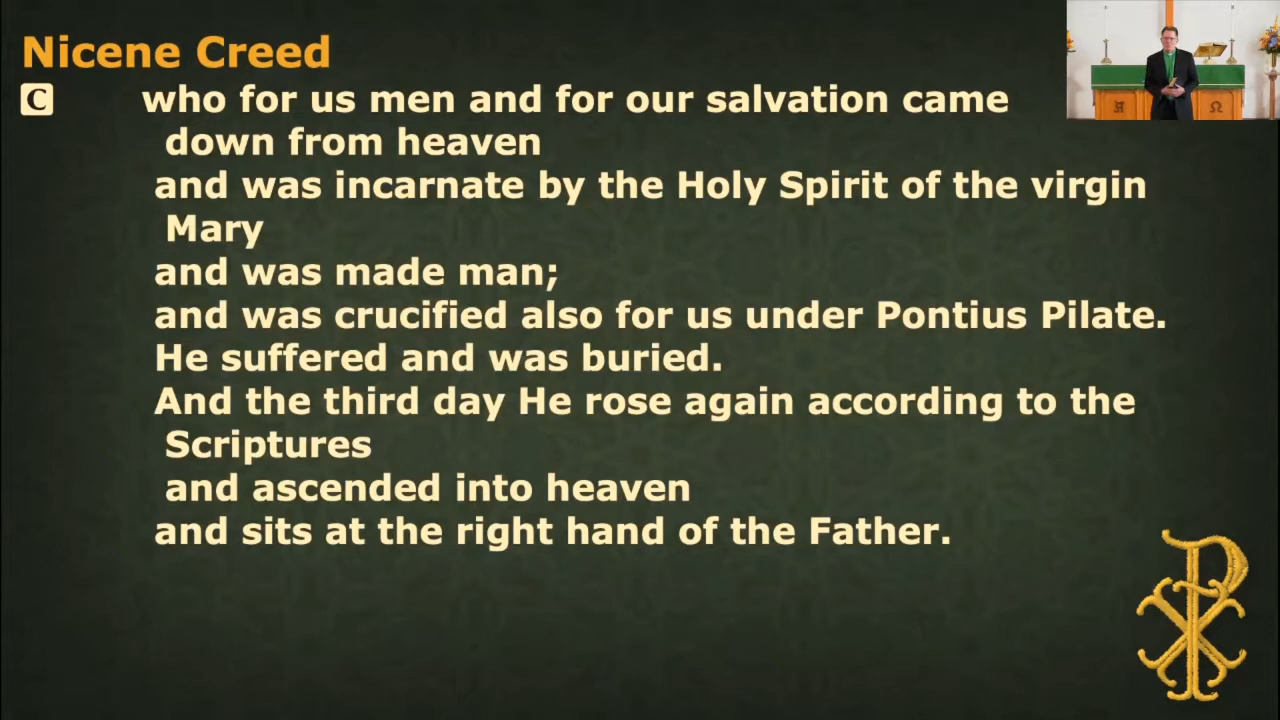 Nicene Creed
C who for us men and for our salvation came
down from heaven
and was incarnate by the Holy Spirit of the virgin
Mary
and was made man;
and was crucified also for us under Pontius Pilate.
He suffered and was buried.
And the third day He rose again according to the
Scriptures
and ascended into heaven
and sits at the right hand of the Father.